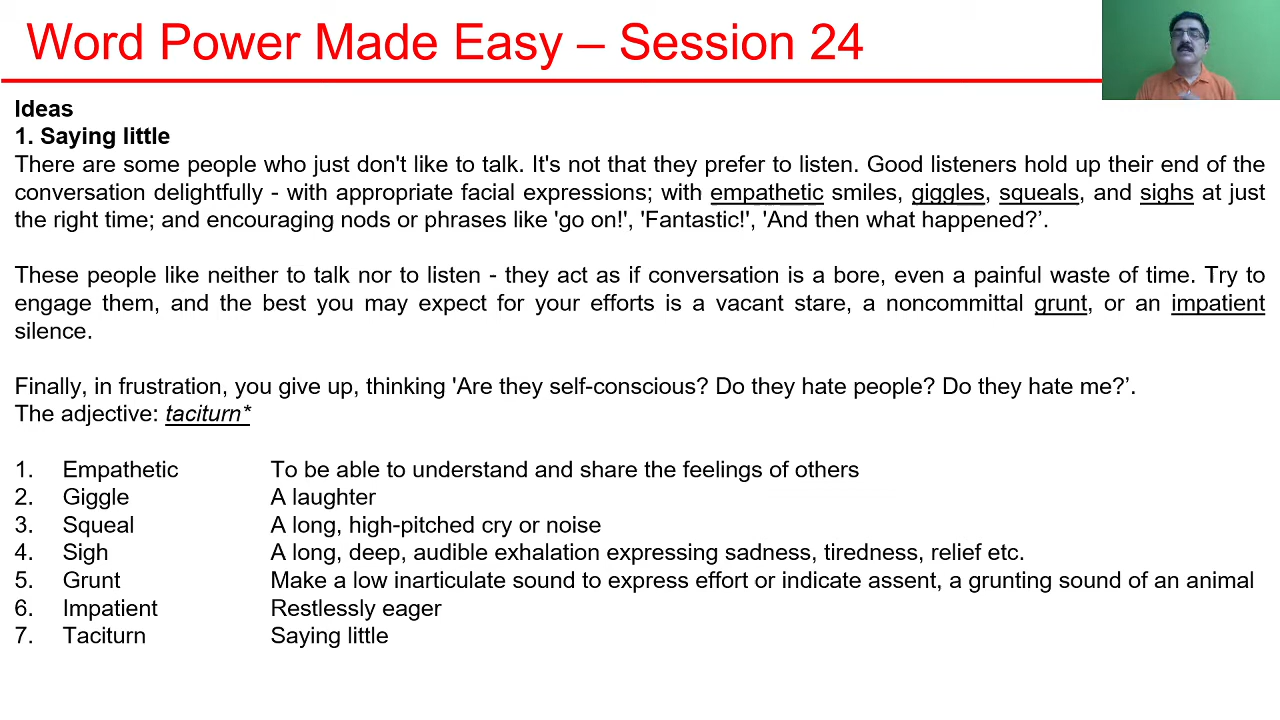 Word Power Made Easy – Session 24
Ideas
1. Saying little
There are some people who just don't like to talk. It's not that they prefer to listen. Good listeners hold up their end of the
conversation delightfully - with appropriate facial expressions; with empathetic smiles, giggles, squeals, and sighs at just
the right time; and encouraging nods or phrases like 'go on!', 'Fantastic!', 'And then what happened?’.
These people like neither to talk nor to listen - they act as if conversation is a bore, even a painful waste of time. Try to
engage them, and the best you may expect for your efforts is a vacant stare, a noncommittal grunt, or an impatient
silence.
Finally, in frustration, you give up, thinking 'Are they self-conscious? Do they hate people? Do they hate me?’.
The adjective: taciturn*
1. Empathetic To be able to understand and share the feelings of others
2. Giggle A laughter
3. Squeal A long, high-pitched cry or noise
4. Sigh A long, deep, audible exhalation expressing sadness, tiredness, relief etc.
5. Grunt Make a low inarticulate sound to express effort or indicate assent, a grunting sound of an animal
6. Impatient Restlessly eager
7. Taciturn Saying little